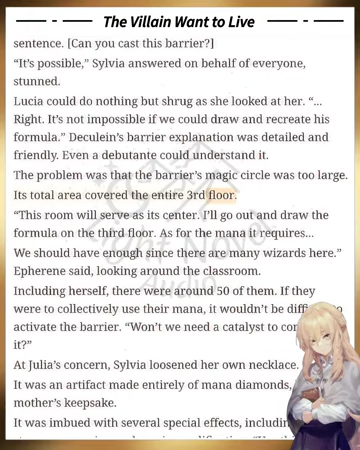 The Villain Want to Live
sentence. [Can you cast this barrier?]
“It’s possible,” Sylvia answered on behalf of everyone,
stunned.
Lucia could do nothing but shrug as she looked at her. “...
Right. It’s not impossible if we could draw and recreate his
formula.” Deculein’s barrier explanation was detailed and
friendly. Even a debutante could understand it.
The problem was that the barrier’s magic circle was too large.
Its total area covered the entire 3rd floor.
“This room will serve as its center. I’ll go out and draw the
formula on the third floor. As for the mana it requires...
We should have enough since there are many wizards here.”
Epherene said, looking around the classroom.
Including herself, there were around 50 of them. If they
were to collectively use their mana, it wouldn’t be
activate the barrier. “Won’t we need a catalyst to
it?”
At Julia’s concern, Sylvia loosened her own necklace.
It was an artifact made entirely of mana diamonds,
mother’s keepsake.
It was imbued with several special effects,
Light Novel
Audio